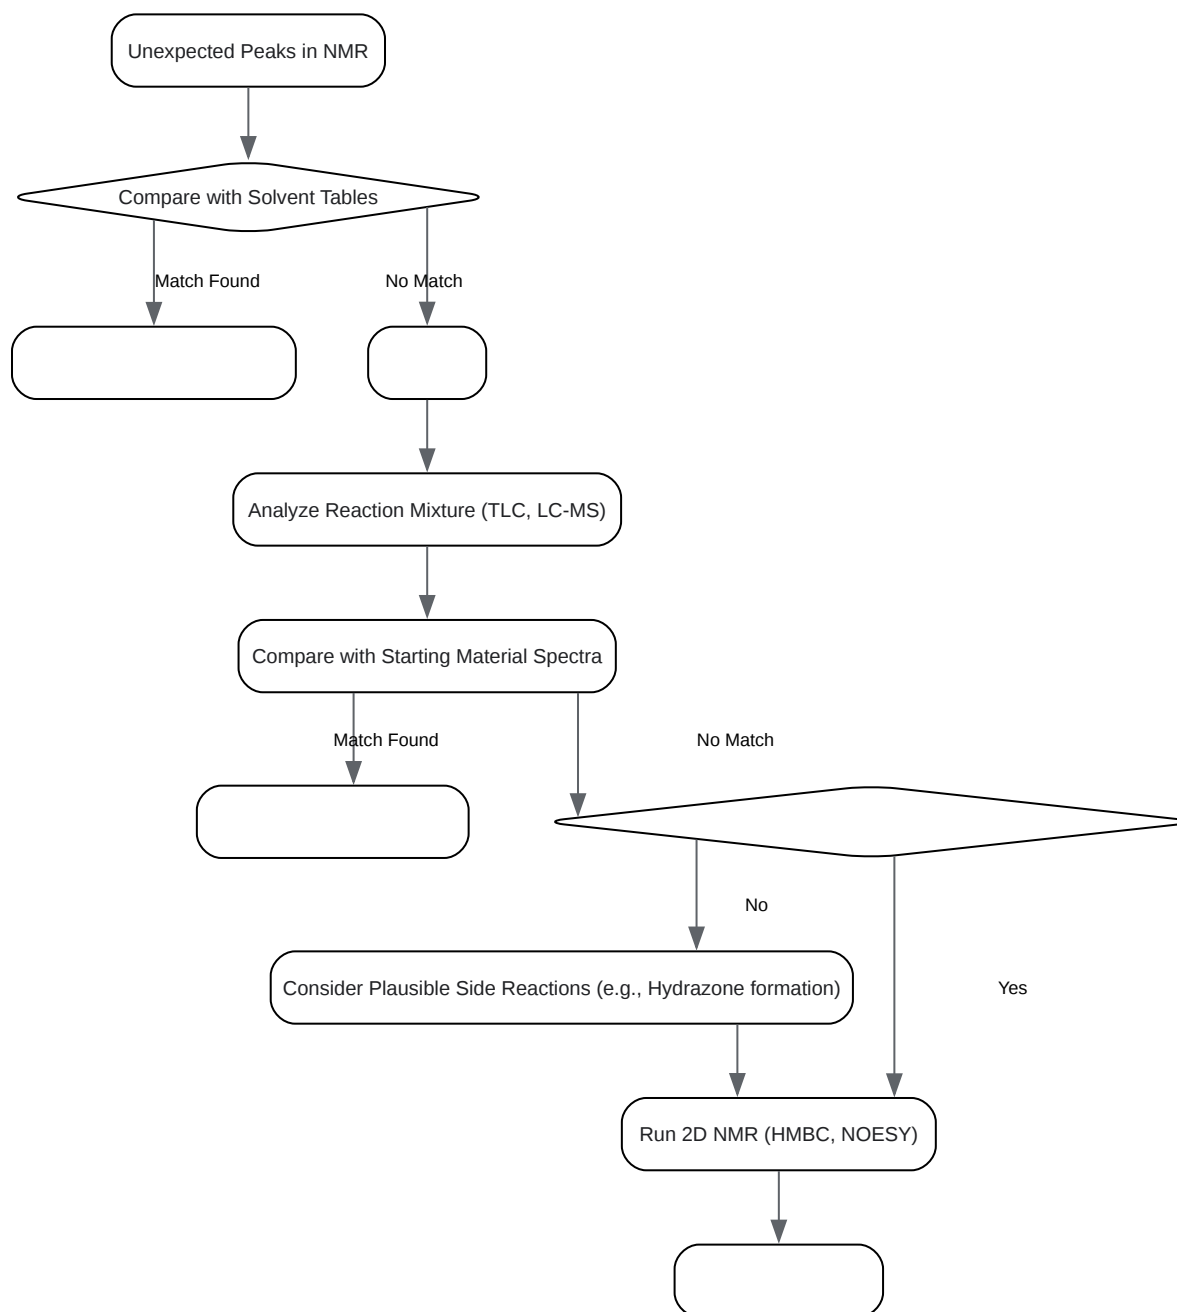 Unexpected Peaks in NMR
Compare with Solvent Tables
Match Found
No Match
Analyze Reaction Mixture (TLC, LC-MS)
Compare with Starting Material Spectra
Match Found
No Match
No
Consider Plausible Side Reactions (e.g., Hydrazone formation)
Yes
Run 2D NMR (HMBC, NOESY)